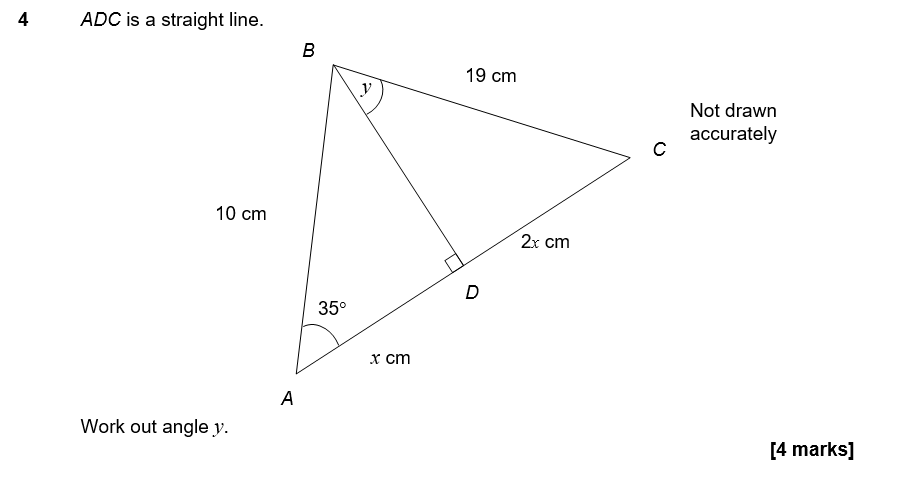 4 ADC is a straight line.
B
19 cm
y
Not drawn
accurately
C
10 cm
2x cm
D
35°
x cm
A
Work out angle y.
[4 marks]